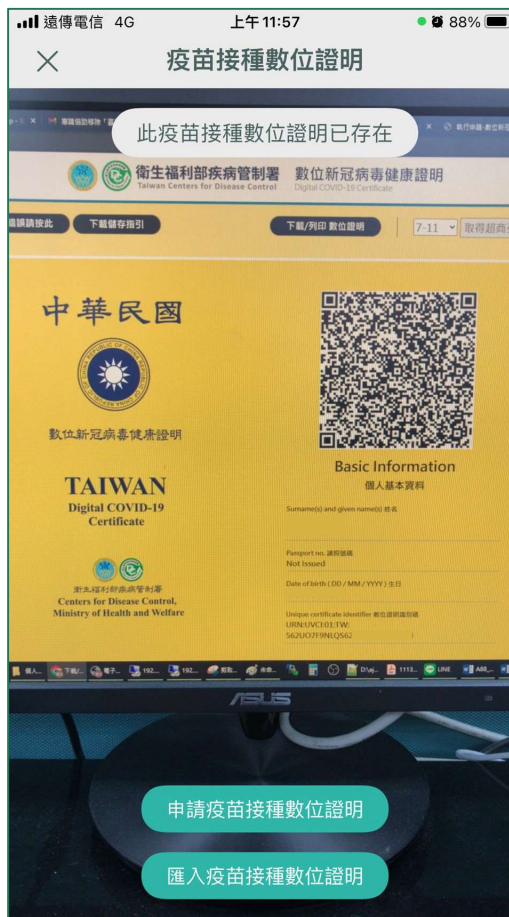 遠傳電信 4G 上午11:57 88%
疫苗接種數位證明
此疫苗接種數位證明已存在
衛生福利部疾病管制署 數位新冠病毒健康證明
Taiwan Centers for Disease Control Digital COVID-19 Certificate
誤請按此 下載儲存指引 下載/列印 數位證明 7-11 取得超商
中華民國
數位新冠病毒健康證明
TAIWAN
Digital COVID-19
Certificate
衛生福利部疾病管制署
Centers for Disease Control,
Ministry of Health and Welfare
Basic Information
個人基本資料
Surname(s) and given name(s) 姓名
Passport no. 護照號碼
Not Issued
Date of birth (DD / MM / YYYY) 生日
Unique certificate identifier 數位證明識別碼
URN:UVCI:01:TW:
S62UO7F9NLQS62
LINE
ASUS
申請疫苗接種數位證明
匯入疫苗接種數位證明